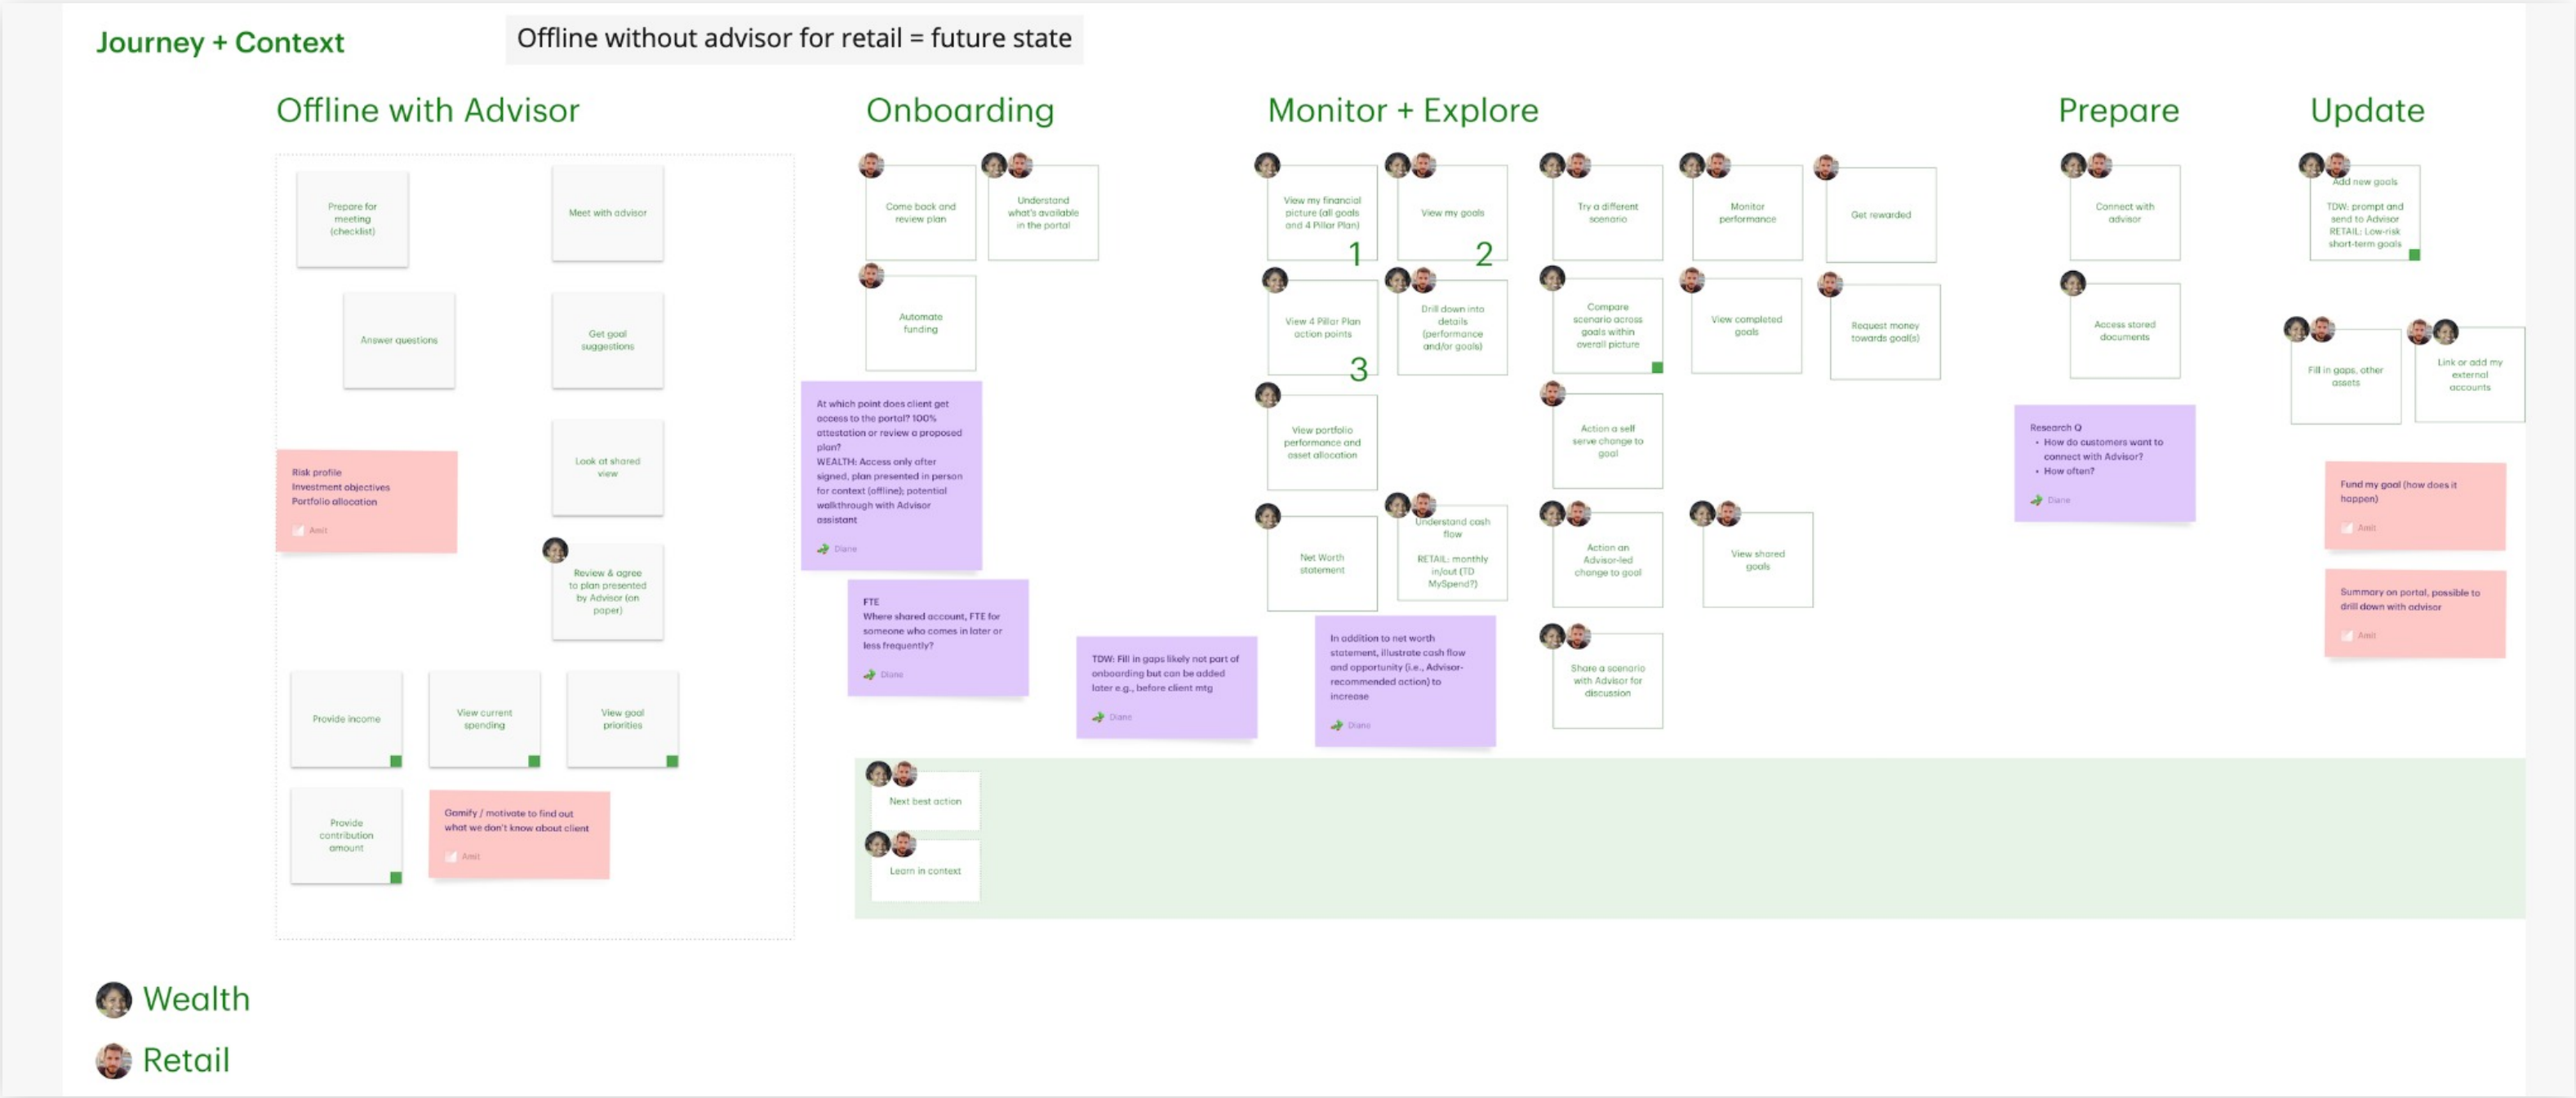 Journey + Context
Offline without advisor for retail = future state
Offline with Advisor
Prepare for
meeting
(checklist)
Meet with advisor
Answer questions
Get goal
suggestions
Risk profile
Investment objectives
Portfolio allocation
Amit
Look at shared
view
Review & agree
to plan presented
by Advisor (on
paper)
Provide income
View current
spending
View goal
priorities
Provide
contribution
amount
Gamify / motivate to find out
what we don't know about client
Amit
Onboarding
Come back and
review plan
Understand
what's available
in the portal
Automate
funding
At which point does client get
access to the portal? 100%
attestation or review a proposed
plan?
WEALTH: Access only after
signed, plan presented in person
for context (offline); potential
walkthrough with Advisor
assistant
Diane
FTE
Where shared account, FTE for
someone who comes in later or
less frequently?
Diane
TDW: Fill in gaps likely not part of
onboarding but can be added
later e.g., before client mtg
Diane
Monitor + Explore
View my financial
picture (all goals
and 4 Pillar Plan)
1
View my goals
2
Try a different
scenario
Monitor
performance
Get rewarded
View 4 Pillar Plan
action points
3
Drill down into
details
(performance
and/or goals)
Compare
scenario across
goals within
overall picture
View completed
goals
Request money
towards goal(s)
View portfolio
performance and
asset allocation
Action a self
serve change to
goal
Net Worth
statement
Understand cash
flow
RETAIL: monthly
in/out (TD
MySpend?)
Action an
Advisor-led
change to goal
View shared
goals
In addition to net worth
statement, illustrate cash flow
and opportunity (i.e., Advisor-
recommended action) to
increase
Diane
Share a scenario
with Advisor for
discussion
Prepare
Connect with
advisor
Access stored
documents
Research Q
• How do customers want to
connect with Advisor?
• How often?
Diane
Update
Add new goals
TDW: prompt and
send to Advisor
RETAIL: Low-risk
short-term goals
Fill in gaps, other
assets
Link or add my
external
accounts
Fund my goal (how does it
happen)
Amit
Summary on portal, possible to
drill down with advisor
Amit
Next best action
Learn in context
Wealth
Retail